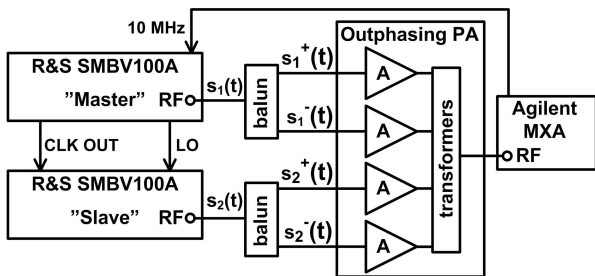 10 MHz
R&S SMBV100A
"Master" RF
s1(t)
balun
s1+(t)
s1-(t)
CLK OUT
LO
R&S SMBV100A
"Slave" RF
s2(t)
balun
s2+(t)
s2-(t)
Outphasing PA
A
A
A
A
transformers
Agilent
MXA
RF